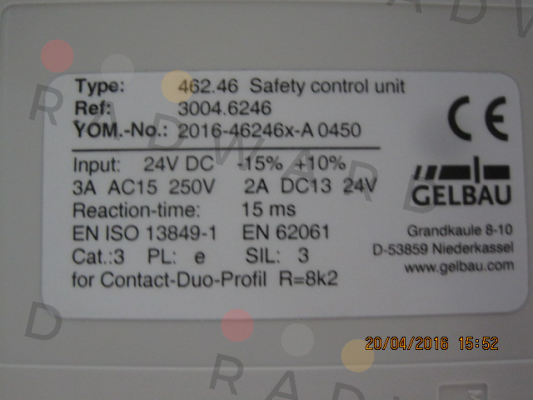 Type: 462.46 Safety control unit
Ref: 3004.6246
YOM.-No.: 2016-46246x-A 0450
CE
Input: 24V DC -15% +10%
3A AC15 250V 2A DC13 24V
Reaction-time: 15 ms
EN ISO 13849-1 EN 62061
Cat.:3 PL: e SIL: 3
for Contact-Duo-Profil R=8k2
GELBAU
Grandkaule 8-10
D-53859 Niederkassel
www.gelbau.com
20/04/2016 15:52
RADWARD
RADWARD